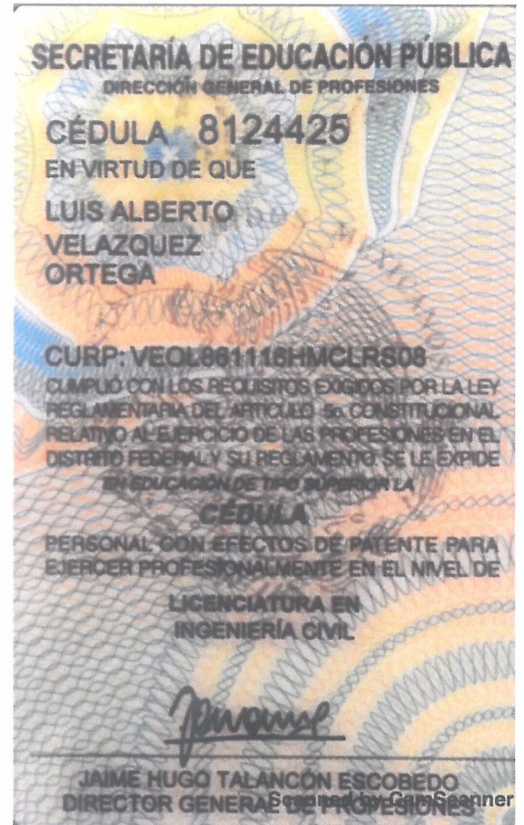 SECRETARÍA DE EDUCACIÓN PÚBLICA
DIRECCIÓN GENERAL DE PROFESIONES
CÉDULA 8124425
EN VIRTUD DE QUE
LUIS ALBERTO
VELAZQUEZ
ORTEGA
CURP: VEOL861116HMCLRS08
CUMPLIÓ CON LOS REQUISITOS EXIGIDOS POR LA LEY
REGLAMENTARIA DEL ARTÍCULO 5o. CONSTITUCIONAL
RELATIVO AL EJERCICIO DE LAS PROFESIONES EN EL
DISTRITO FEDERAL Y SU REGLAMENTO. SE LE EXPIDE
EN EDUCACIÓN DE TIPO SUPERIOR LA
CÉDULA
PERSONAL CON EFECTOS DE PATENTE PARA
EJERCER PROFESIONALMENTE EN EL NIVEL DE
LICENCIATURA EN
INGENIERÍA CIVIL
JAIME HUGO TALANCÓN ESCOBEDO
DIRECTOR GENERAL DE PROFESIONES
Scanned by CamScanner